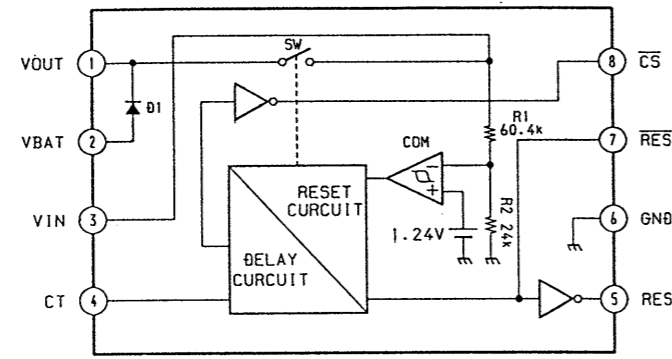 VOUT 1
SW
8 CS
D1
VBAT 2
R1
60.4k
COM
7 RES
-
+
RESET
CURCUIT
VIN 3
R2 24k
6 GND
1.24V
DELAY
CURCUIT
CT 4
5 RES